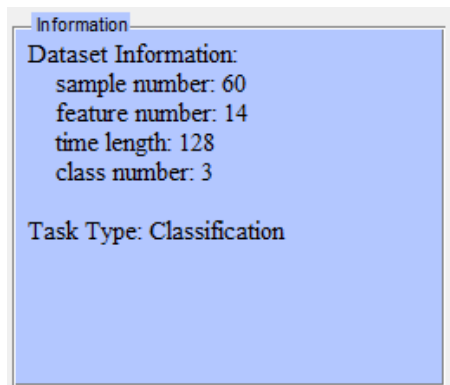 Information
Dataset Information:
sample number: 60
feature number: 14
time length: 128
class number: 3
Task Type: Classification